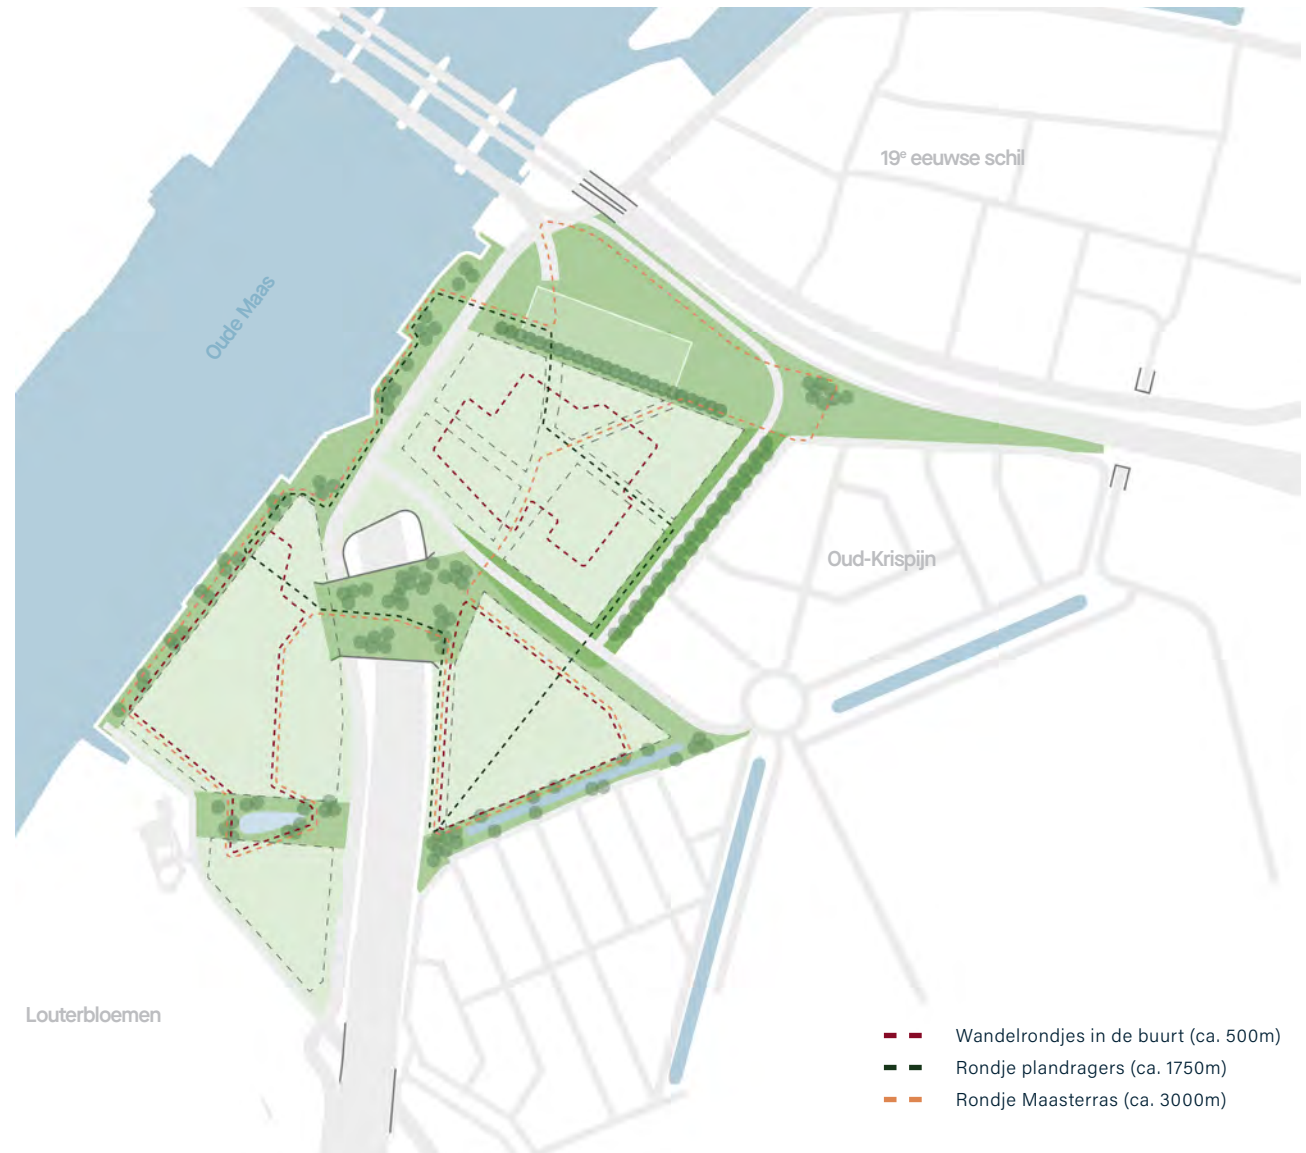 19e eeuwse schil
Oude Maas
Oud-Krispijn
Louterbloemen
Wandelrondjes in de buurt (ca. 500m)
Rondje plandragers (ca. 1750m)
Rondje Maasterras (ca. 3000m)